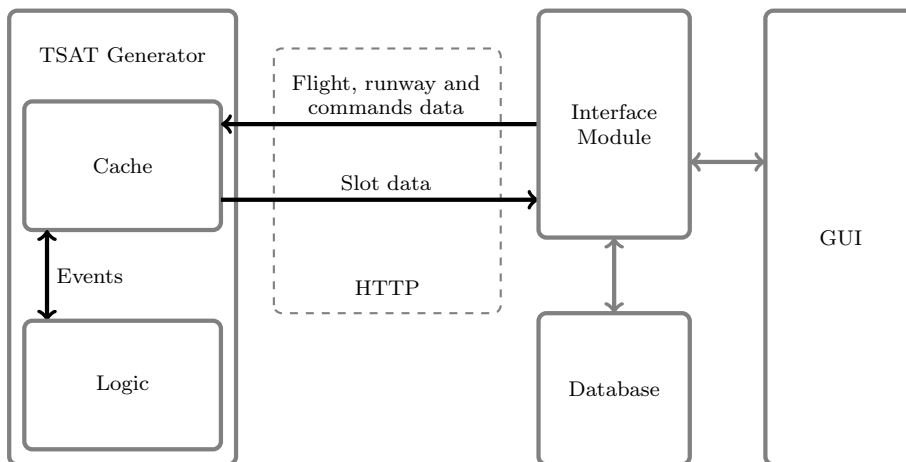 TSAT Generator
Cache
Events
Logic
Flight, runway and
commands data
Slot data
HTTP
Interface
Module
Database
GUI